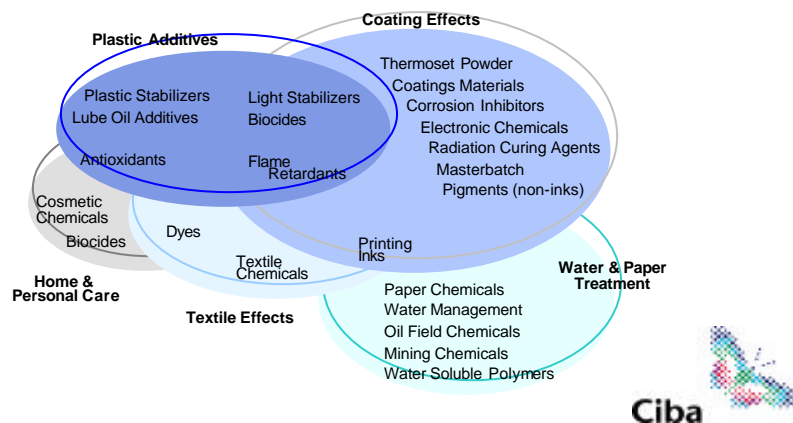 Coating Effects
Plastic Additives
Thermoset Powder
Coatings Materials
Corrosion Inhibitors
Electronic Chemicals
Radiation Curing Agents
Masterbatch
Pigments (non-inks)
Plastic Stabilizers
Lube Oil Additives
Antioxidants
Light Stabilizers
Biocides
Flame
Retardants
Cosmetic
Chemicals
Biocides
Home &
Personal Care
Dyes
Textile
Chemicals
Textile Effects
Printing
Inks
Water & Paper
Treatment
Paper Chemicals
Water Management
Oil Field Chemicals
Mining Chemicals
Water Soluble Polymers
Ciba